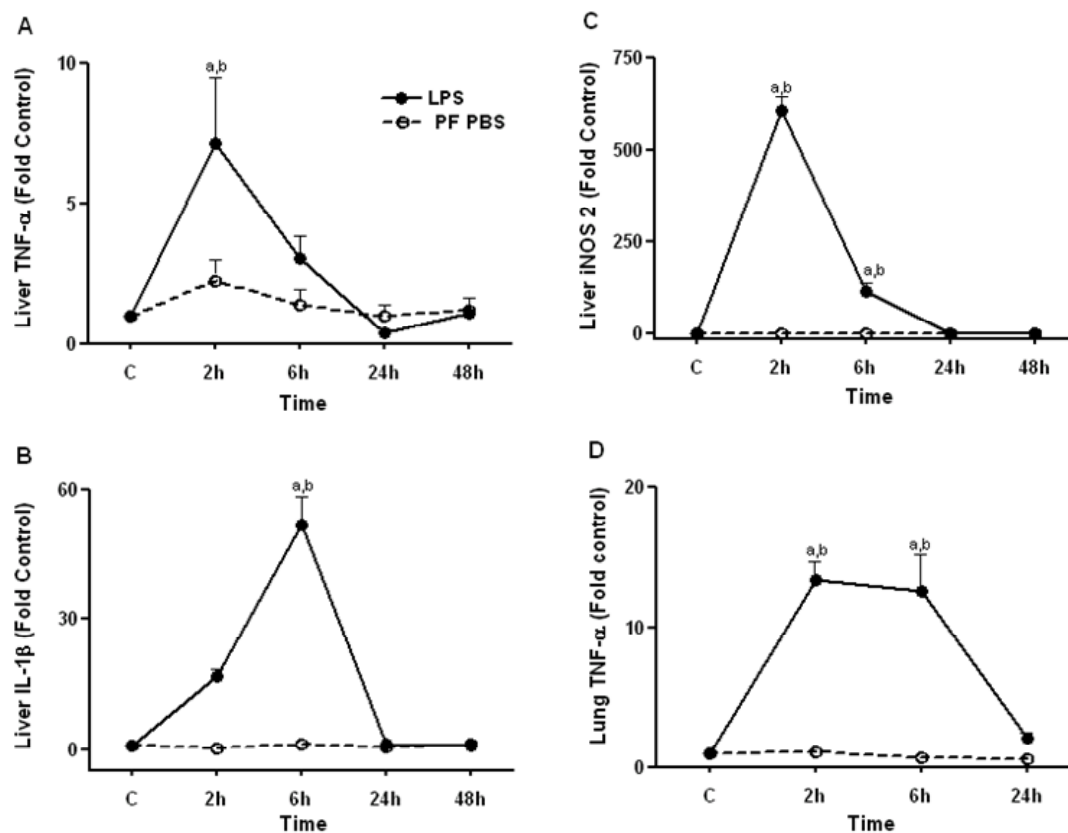 A
Liver TNF-α (Fold Control)
10
5
0
a,b
LPS
PF PBS
C 2h 6h 24h 48h
Time
B
Liver IL-1β (Fold Control)
60
30
0
a,b
C 2h 6h 24h 48h
Time
C
Liver iNOS 2 (Fold Control)
750
500
250
0
a,b
a,b
C 2h 6h 24h 48h
Time
D
Lung TNF-α (Fold control)
20
10
0
a,b
a,b
C 2h 6h 24h
Time